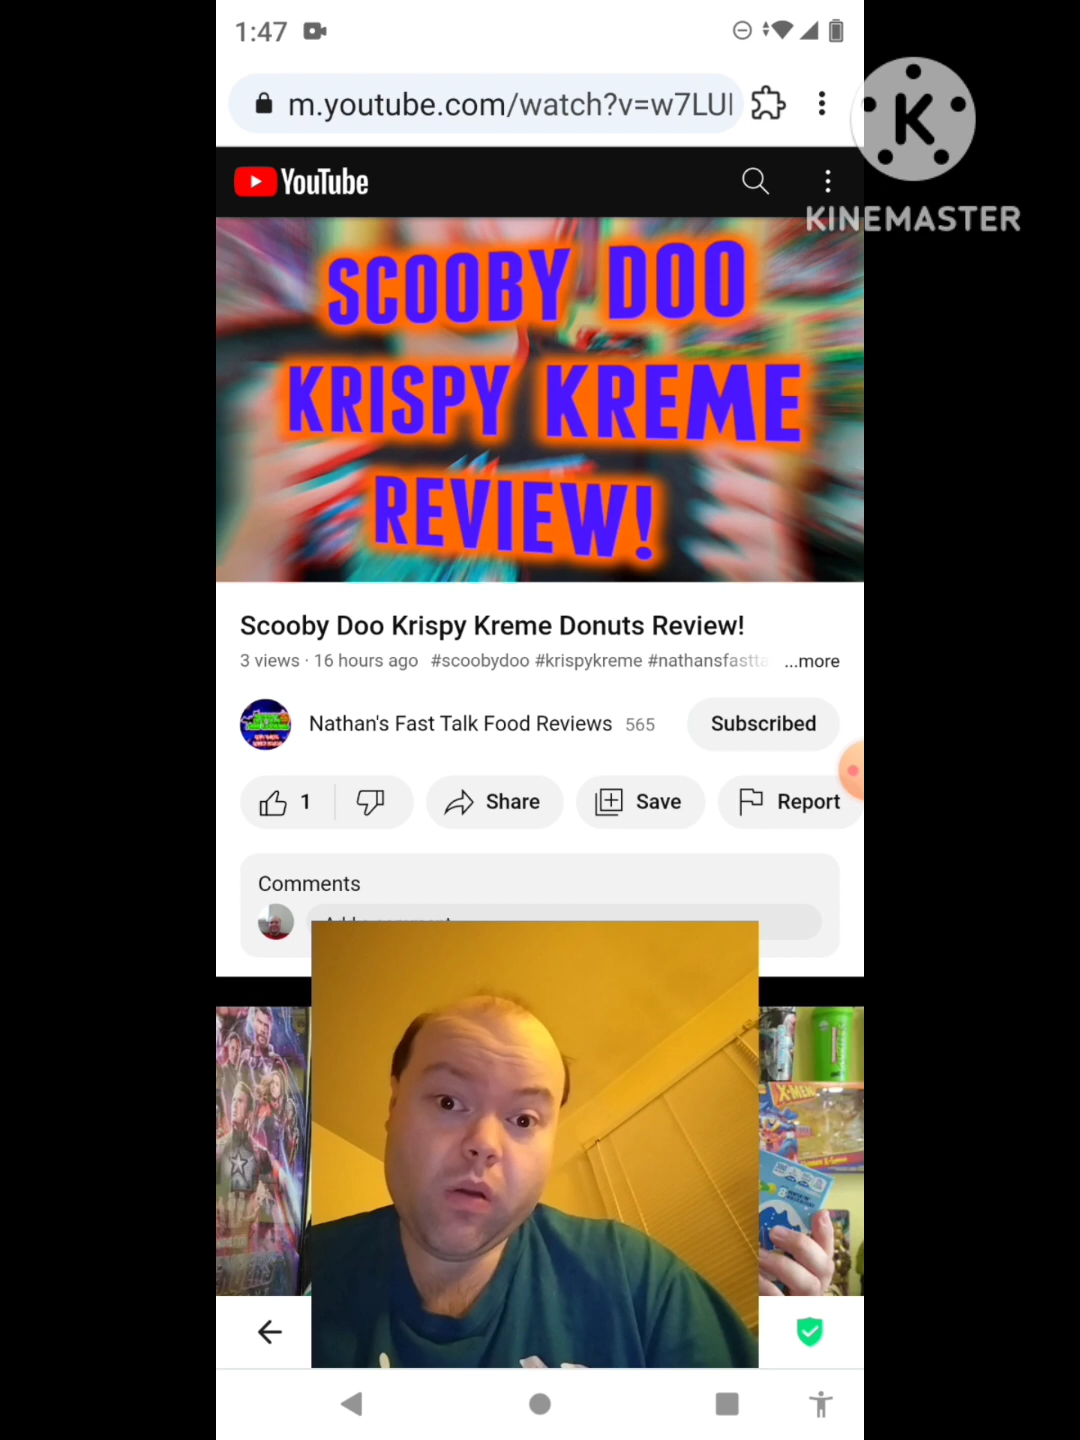 1:47
m.youtube.com/watch?v=w7LU
K
KINEMASTER
YouTube
SCOOBY DOO
KRISPY KREME
REVIEW!
Scooby Doo Krispy Kreme Donuts Review!
3 views · 16 hours ago #scoobydoo #krispykreme #nathansfastta ...more
Nathan's Fast Talk Food Reviews 565 Subscribed
1 Share Save Report
Comments
X-MEN